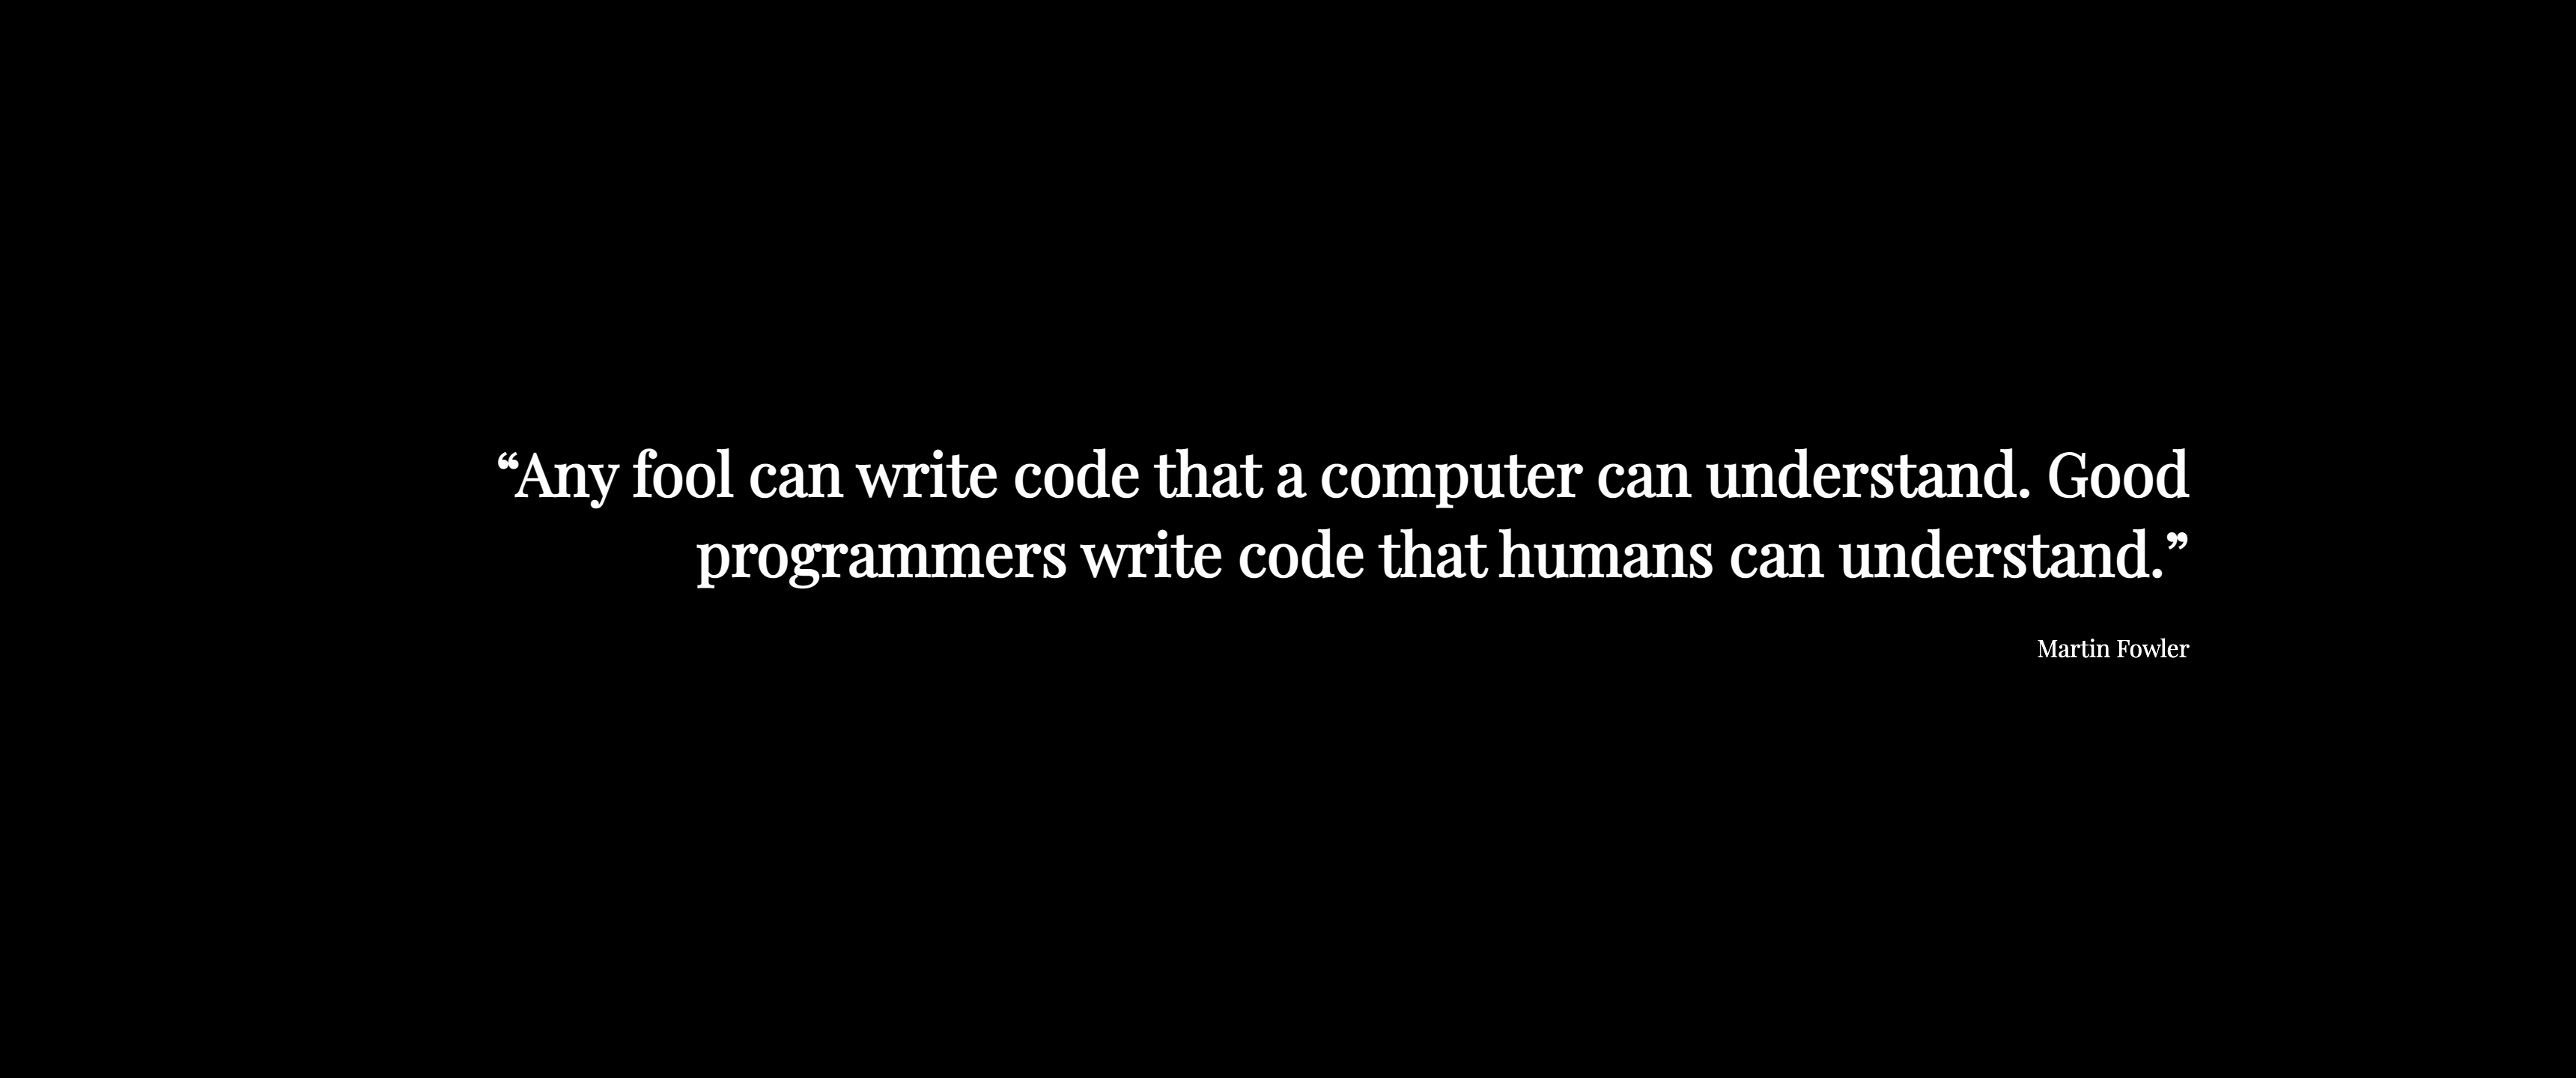 “Any fool can write code that a computer can understand. Good
programmers write code that humans can understand.”
Martin Fowler